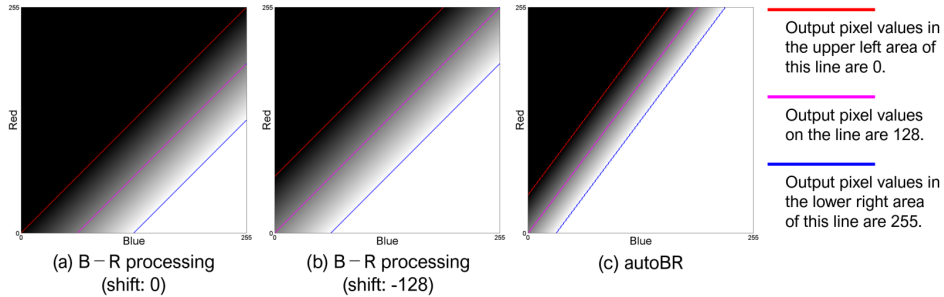 255
Red
0
Blue
255
(a) B－R processing
(shift: 0)
255
Red
0
Blue
255
(b) B－R processing
(shift: -128)
255
Red
0
Blue
255
(c) autoBR
Output pixel values in
the upper left area of
this line are 0.
Output pixel values
on the line are 128.
Output pixel values in
the lower right area
of this line are 255.